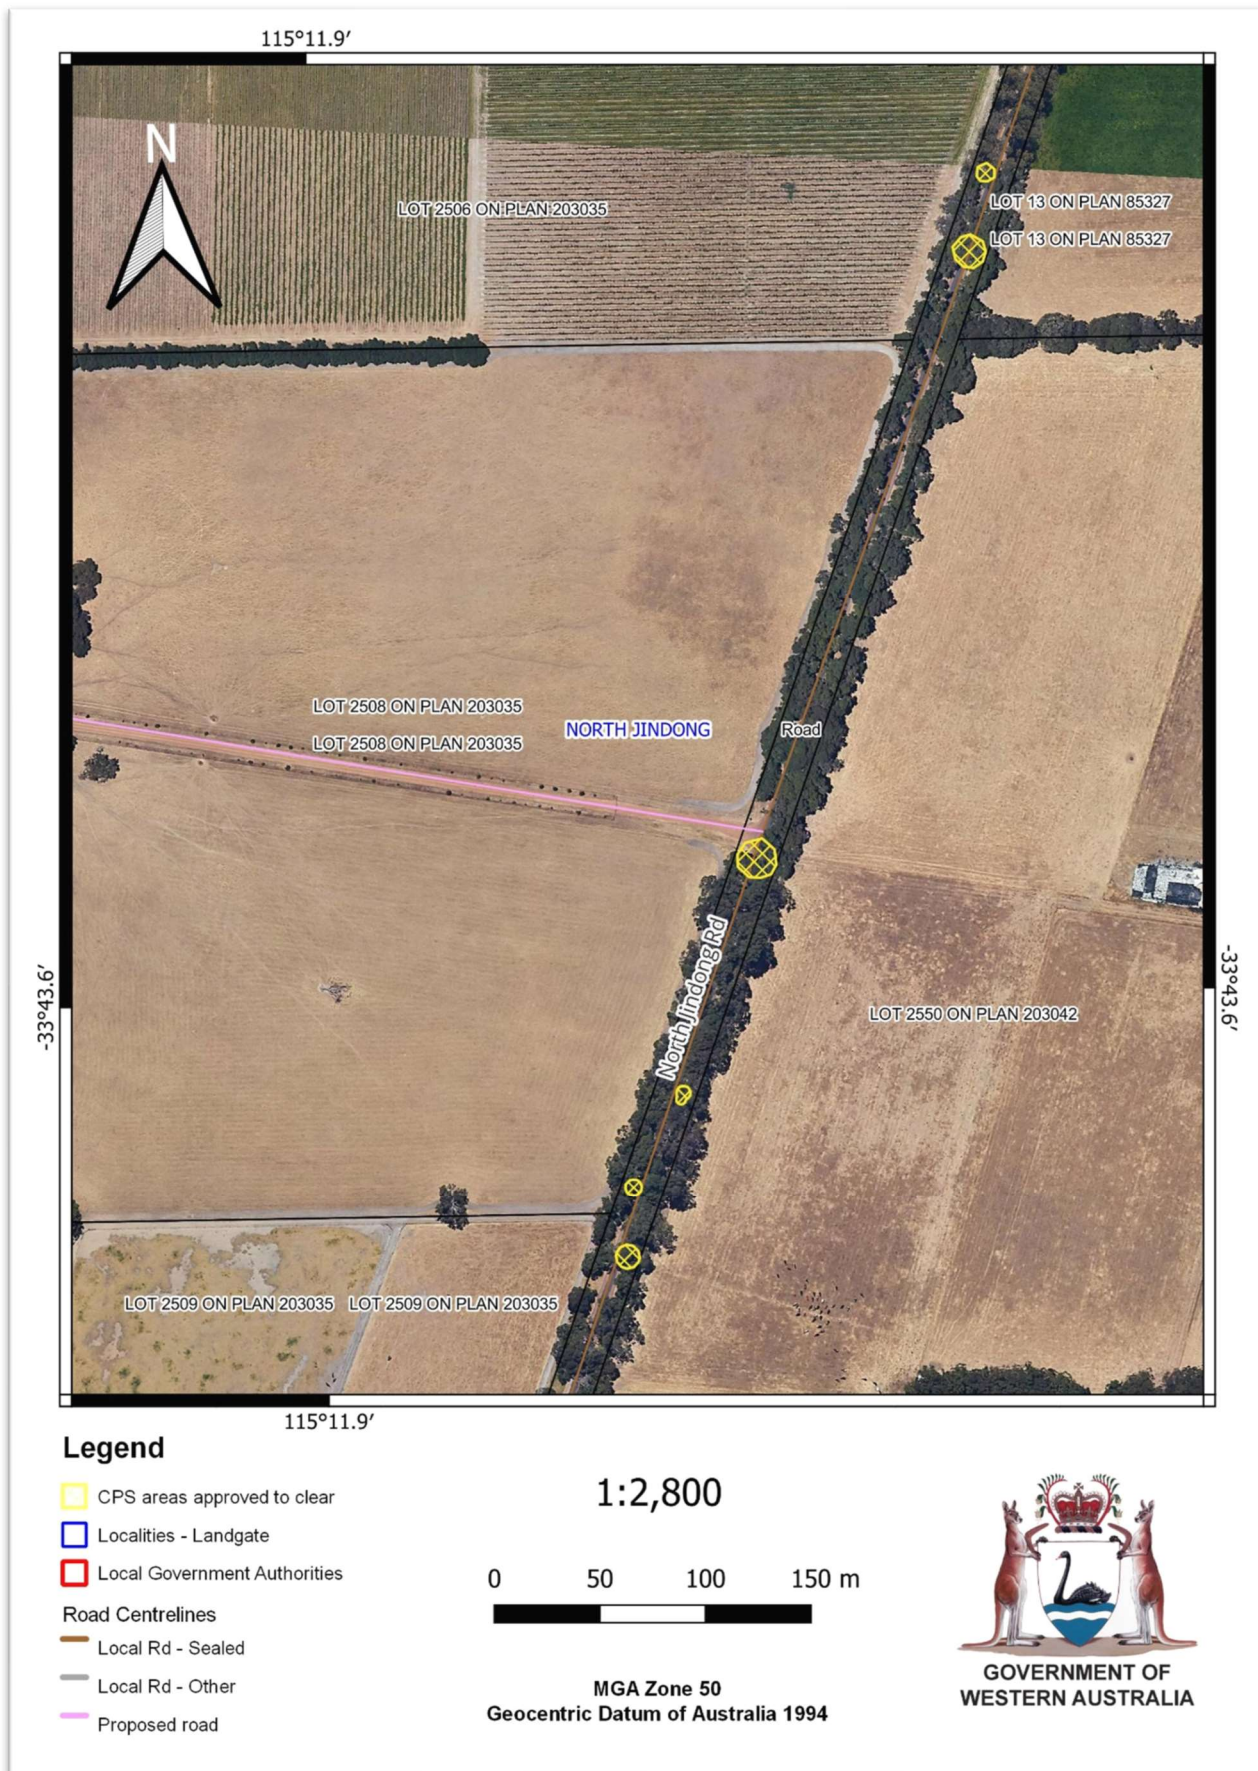 115°11.9′
N
LOT 2506 ON PLAN 203035
LOT 13 ON PLAN 85327
LOT 13 ON PLAN 85327
LOT 2508 ON PLAN 203035
LOT 2508 ON PLAN 203035
NORTH JINDONG
Road
North Jindong Rd
-33°43.6′
-33°43.6′
LOT 2550 ON PLAN 203042
LOT 2509 ON PLAN 203035
LOT 2509 ON PLAN 203035
115°11.9′
Legend
CPS areas approved to clear
Localities - Landgate
Local Government Authorities
Road Centrelines
Local Rd - Sealed
Local Rd - Other
Proposed road
1:2,800
0 50 100 150 m
MGA Zone 50
Geocentric Datum of Australia 1994
GOVERNMENT OF
WESTERN AUSTRALIA